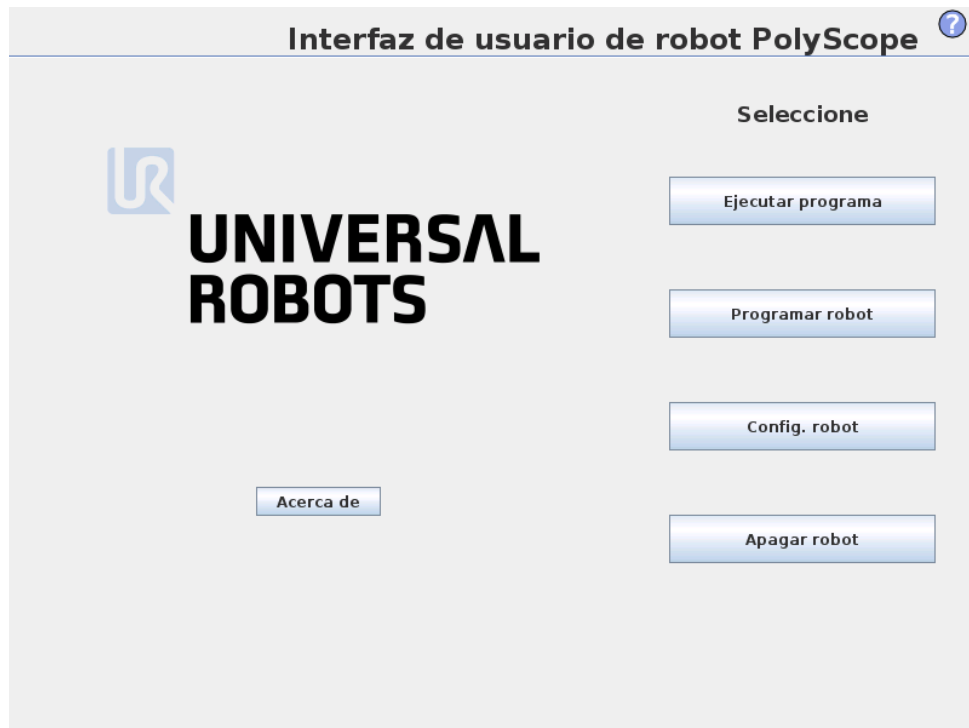 Interfaz de usuario de robot PolyScope
?
Seleccione
UR
UNIVERSAL
ROBOTS
Ejecutar programa
Programar robot
Config. robot
Acerca de
Apagar robot